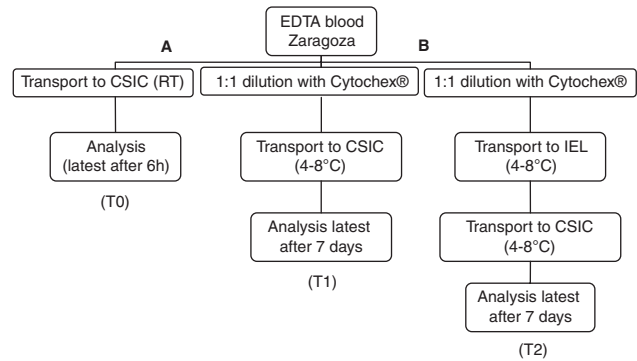 EDTA blood
Zaragoza
A
B
Transport to CSIC (RT)
1:1 dilution with Cytochex®
1:1 dilution with Cytochex®
Analysis
(latest after 6h)
(T0)
Transport to CSIC
(4-8°C)
Analysis latest
after 7 days
(T1)
Transport to IEL
(4-8°C)
Transport to CSIC
(4-8°C)
Analysis latest
after 7 days
(T2)